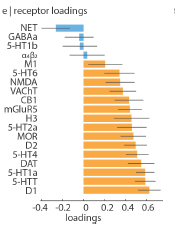 e | receptor loadings
NET
GABAa
5-HT1b
α₄β₂
M1
5-HT6
NMDA
VAChT
CB1
mGluR5
H3
5-HT2a
MOR
D2
5-HT4
DAT
5-HT1a
5-HTT
D1
-0.4 -0.2 0.0 0.2 0.4 0.6
loadings